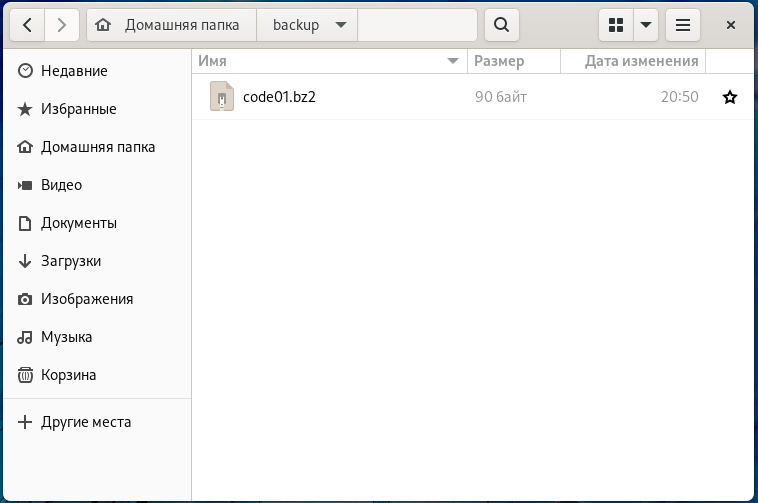 Домашняя папка backup
Имя Размер Дата изменения
code01.bz2 90 байт 20:50
Недавние
Избранные
Домашняя папка
Видео
Документы
Загрузки
Изображения
Музыка
Корзина
Другие места